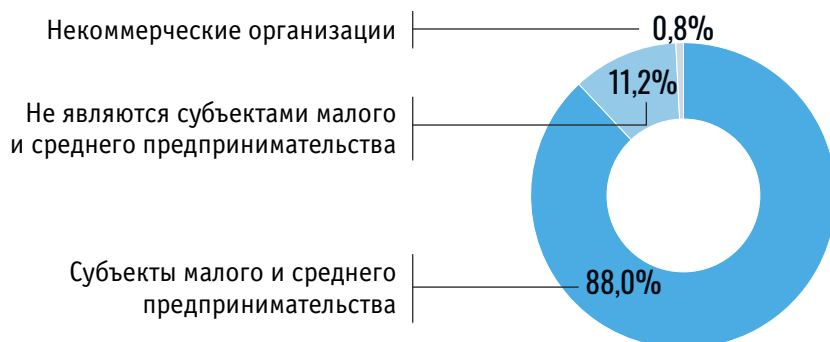 Некоммерческие организации
0,8%
Не являются субъектами малого
и среднего предпринимательства
11,2%
Субъекты малого и среднего
предпринимательства
88,0%